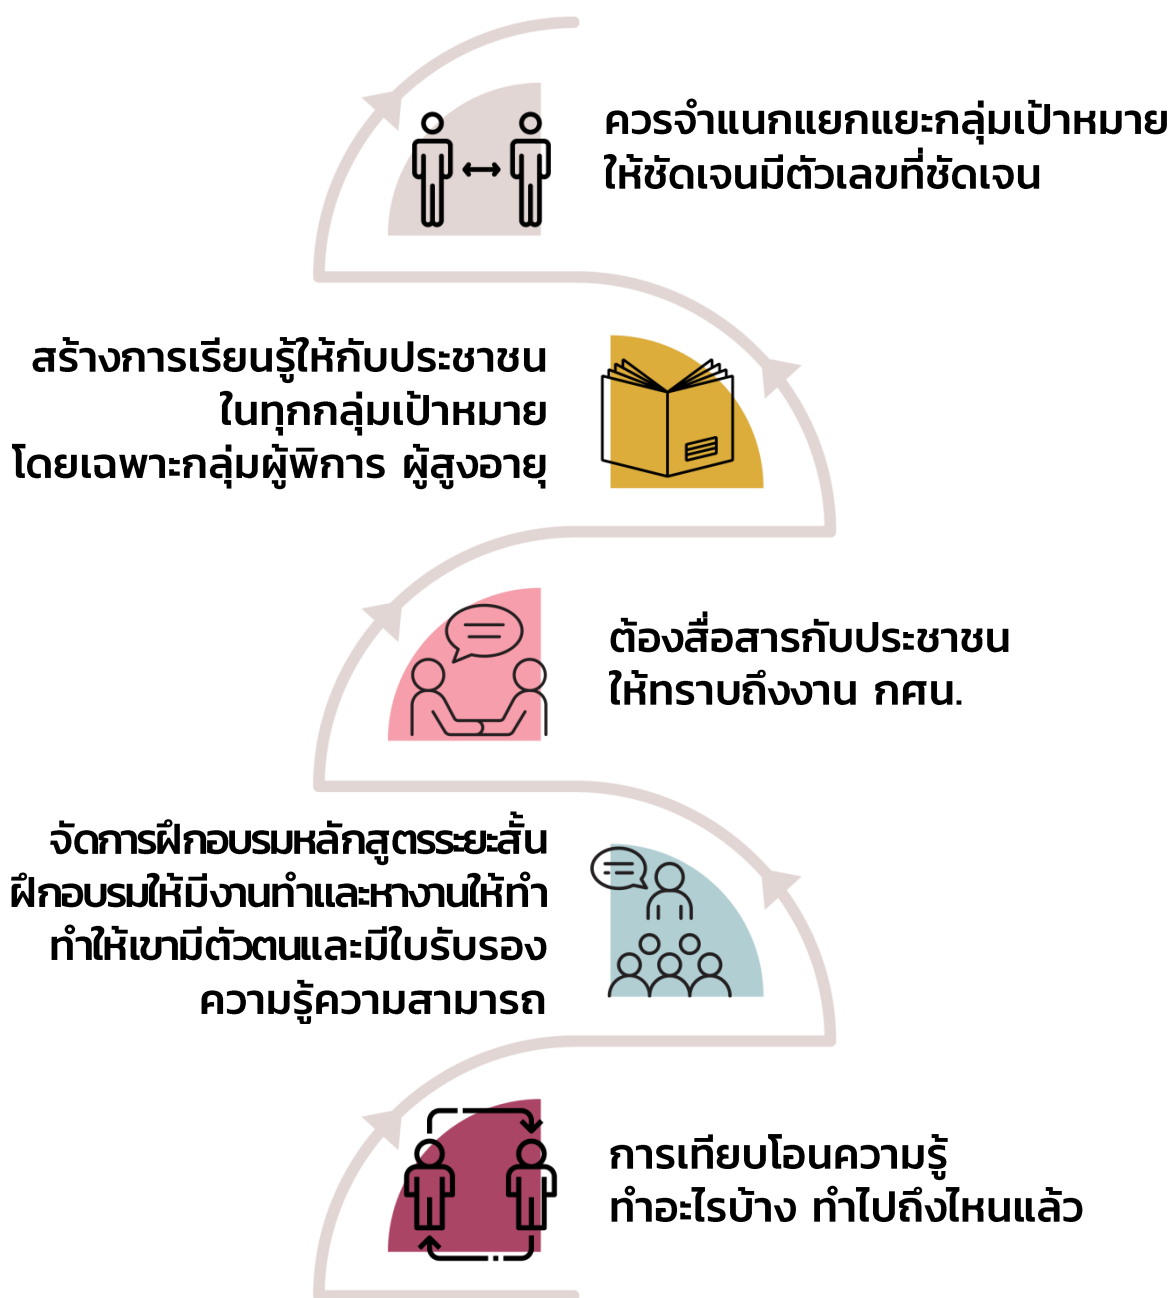 ควรจำแนกแยกแยะกลุ่มเป้าหมาย
ให้ชัดเจนมีตัวเลขที่ชัดเจน
สร้างการเรียนรู้ให้กับประชาชน
ในทุกกลุ่มเป้าหมาย
โดยเฉพาะกลุ่มผู้พิการ ผู้สูงอายุ
ต้องสื่อสารกับประชาชน
ให้ทราบถึงงาน กศน.
จัดการฝึกอบรมหลักสูตรระยะสั้น
ฝึกอบรมให้มีงานทำและหางานให้ทำ
ทำให้เขามีตัวตนและมีใบรับรอง
ความรู้ความสามารถ
การเทียบโอนความรู้
ทำอะไรบ้าง ทำไปถึงไหนแล้ว